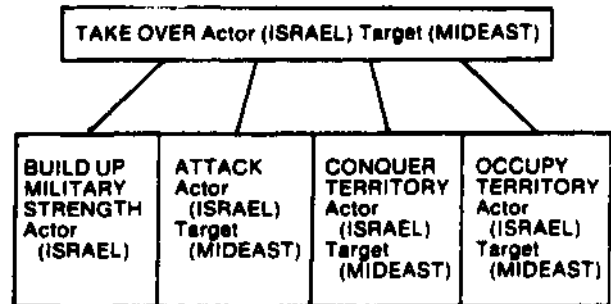 TAKE OVER Actor (ISRAEL) Target (MIDEAST)
BUILD UP
MILITARY
STRENGTH
Actor
(ISRAEL)
ATTACK
Actor
(ISRAEL)
Target
(MIDEAST)
CONQUER
TERRITORY
Actor
(ISRAEL)
Target
(MIDEAST)
OCCUPY
TERRITORY
Actor
(ISRAEL)
Target
(MIDEAST)